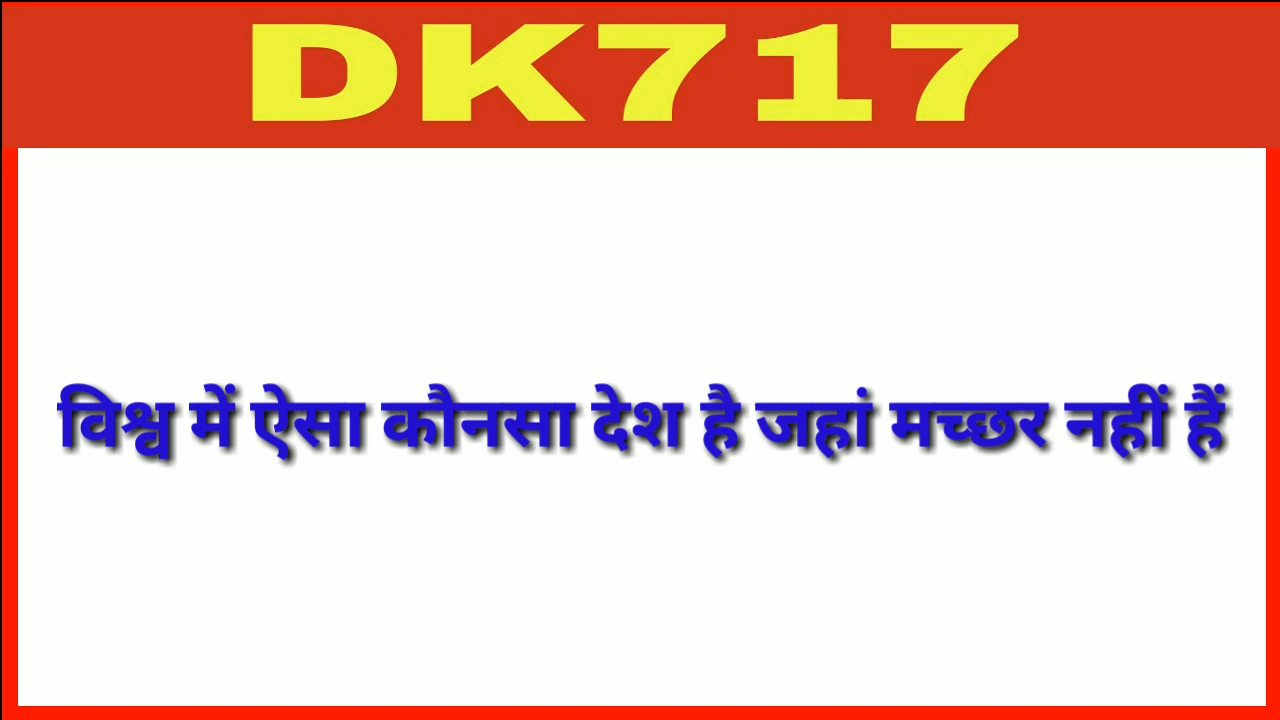 DK717
विश्व में ऐसा कौनसा देश है जहां मच्छर नहीं हैं